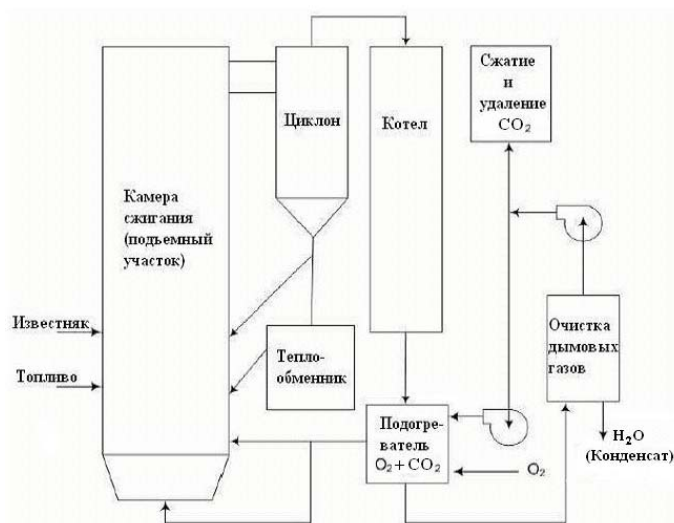 Камера
сжигания
(подьемный
участок)
Известняк
Топливо
Циклон
Тепло-
обменник
Котел
Подогре-
ватель
O₂ + CO₂
O₂
Сжатие
и
удаление
CO₂
Очистка
дымовых
газов
H₂O
(Конденсат)